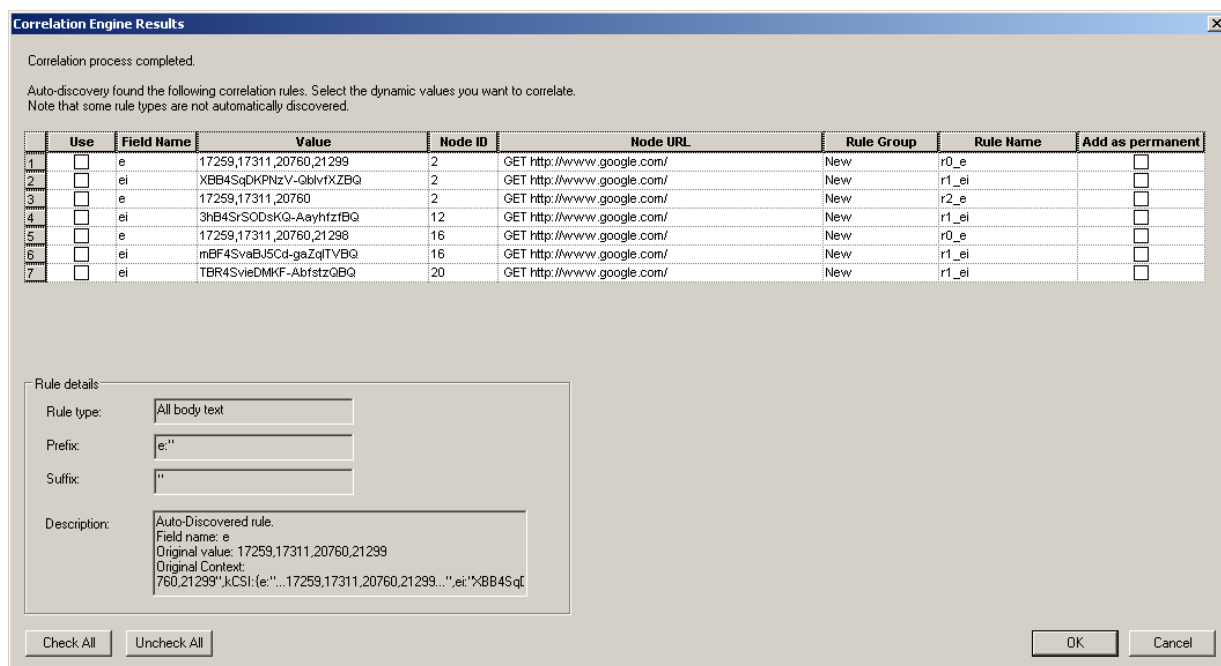 Correlation Engine Results
Correlation process completed.
Auto-discovery found the following correlation rules. Select the dynamic values you want to correlate.
Note that some rule types are not automatically discovered.
Use Field Name Value Node ID Node URL Rule Group Rule Name Add as permanent
1 e 17259,17311,20760,21299 2 GET http://www.google.com/ New r0_e
2 ei XBB4SqDKPNzV-QblvfXZBQ 2 GET http://www.google.com/ New r1_ei
3 e 17259,17311,20760 2 GET http://www.google.com/ New r2_e
4 ei 3hB4SrSODsKQ-AayhfzfBQ 12 GET http://www.google.com/ New r1_ei
5 e 17259,17311,20760,21298 16 GET http://www.google.com/ New r0_e
6 ei mBF4SvaBJ5Cd-gaZqITVBQ 16 GET http://www.google.com/ New r1_ei
7 ei TBR4SvieDMKF-AbfstzQBQ 20 GET http://www.google.com/ New r1_ei
Rule details
Rule type: All body text
Prefix: e:"
Suffix: "
Description: Auto-Discovered rule.
Field name: e
Original value: 17259,17311,20760,21299
Original Context:
760,21299",kCSI:{e:"...17259,17311,20760,21299...",ei:"XBB4SqD
Check All Uncheck All OK Cancel